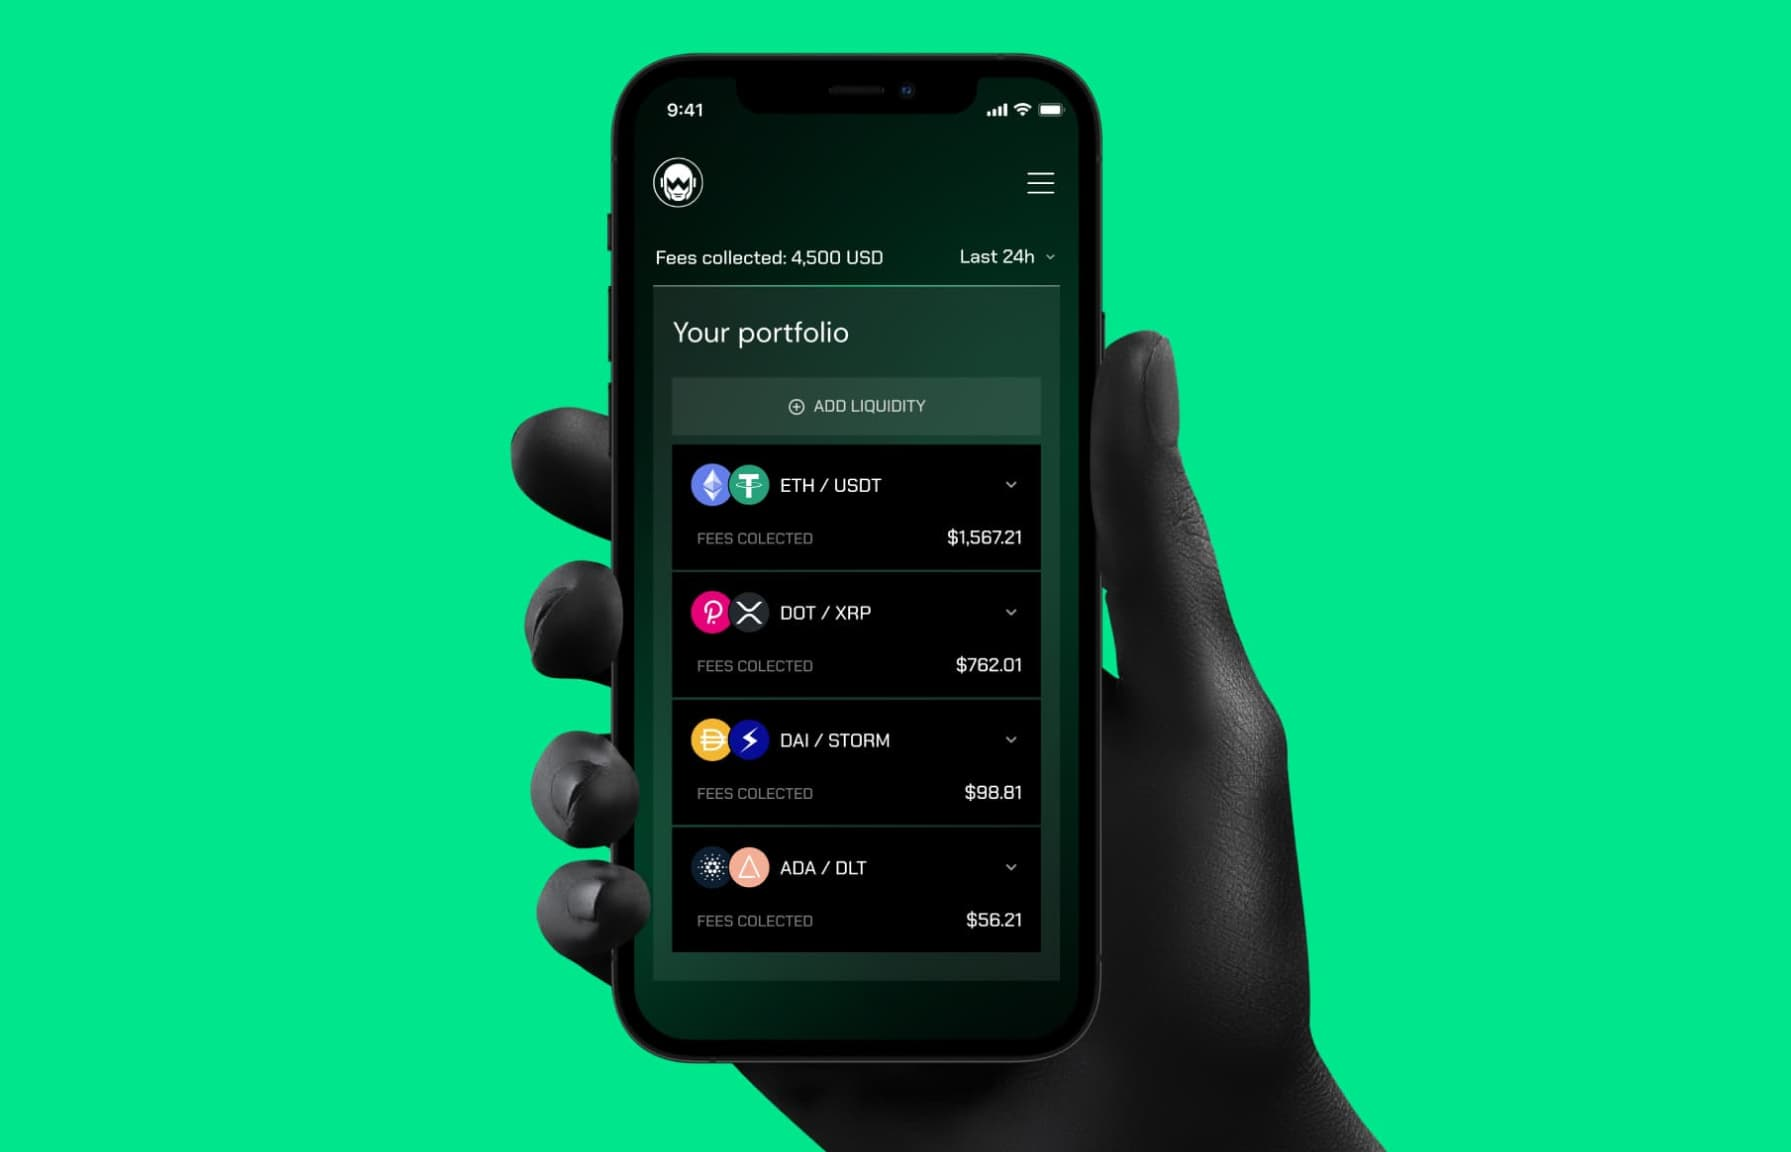 9:41
Fees collected: 4,500 USD Last 24h
Your portfolio
ADD LIQUIDITY
ETH / USDT
FEES COLECTED $1,567.21
DOT / XRP
FEES COLECTED $762.01
DAI / STORM
FEES COLECTED $98.81
ADA / DLT
FEES COLECTED $56.21